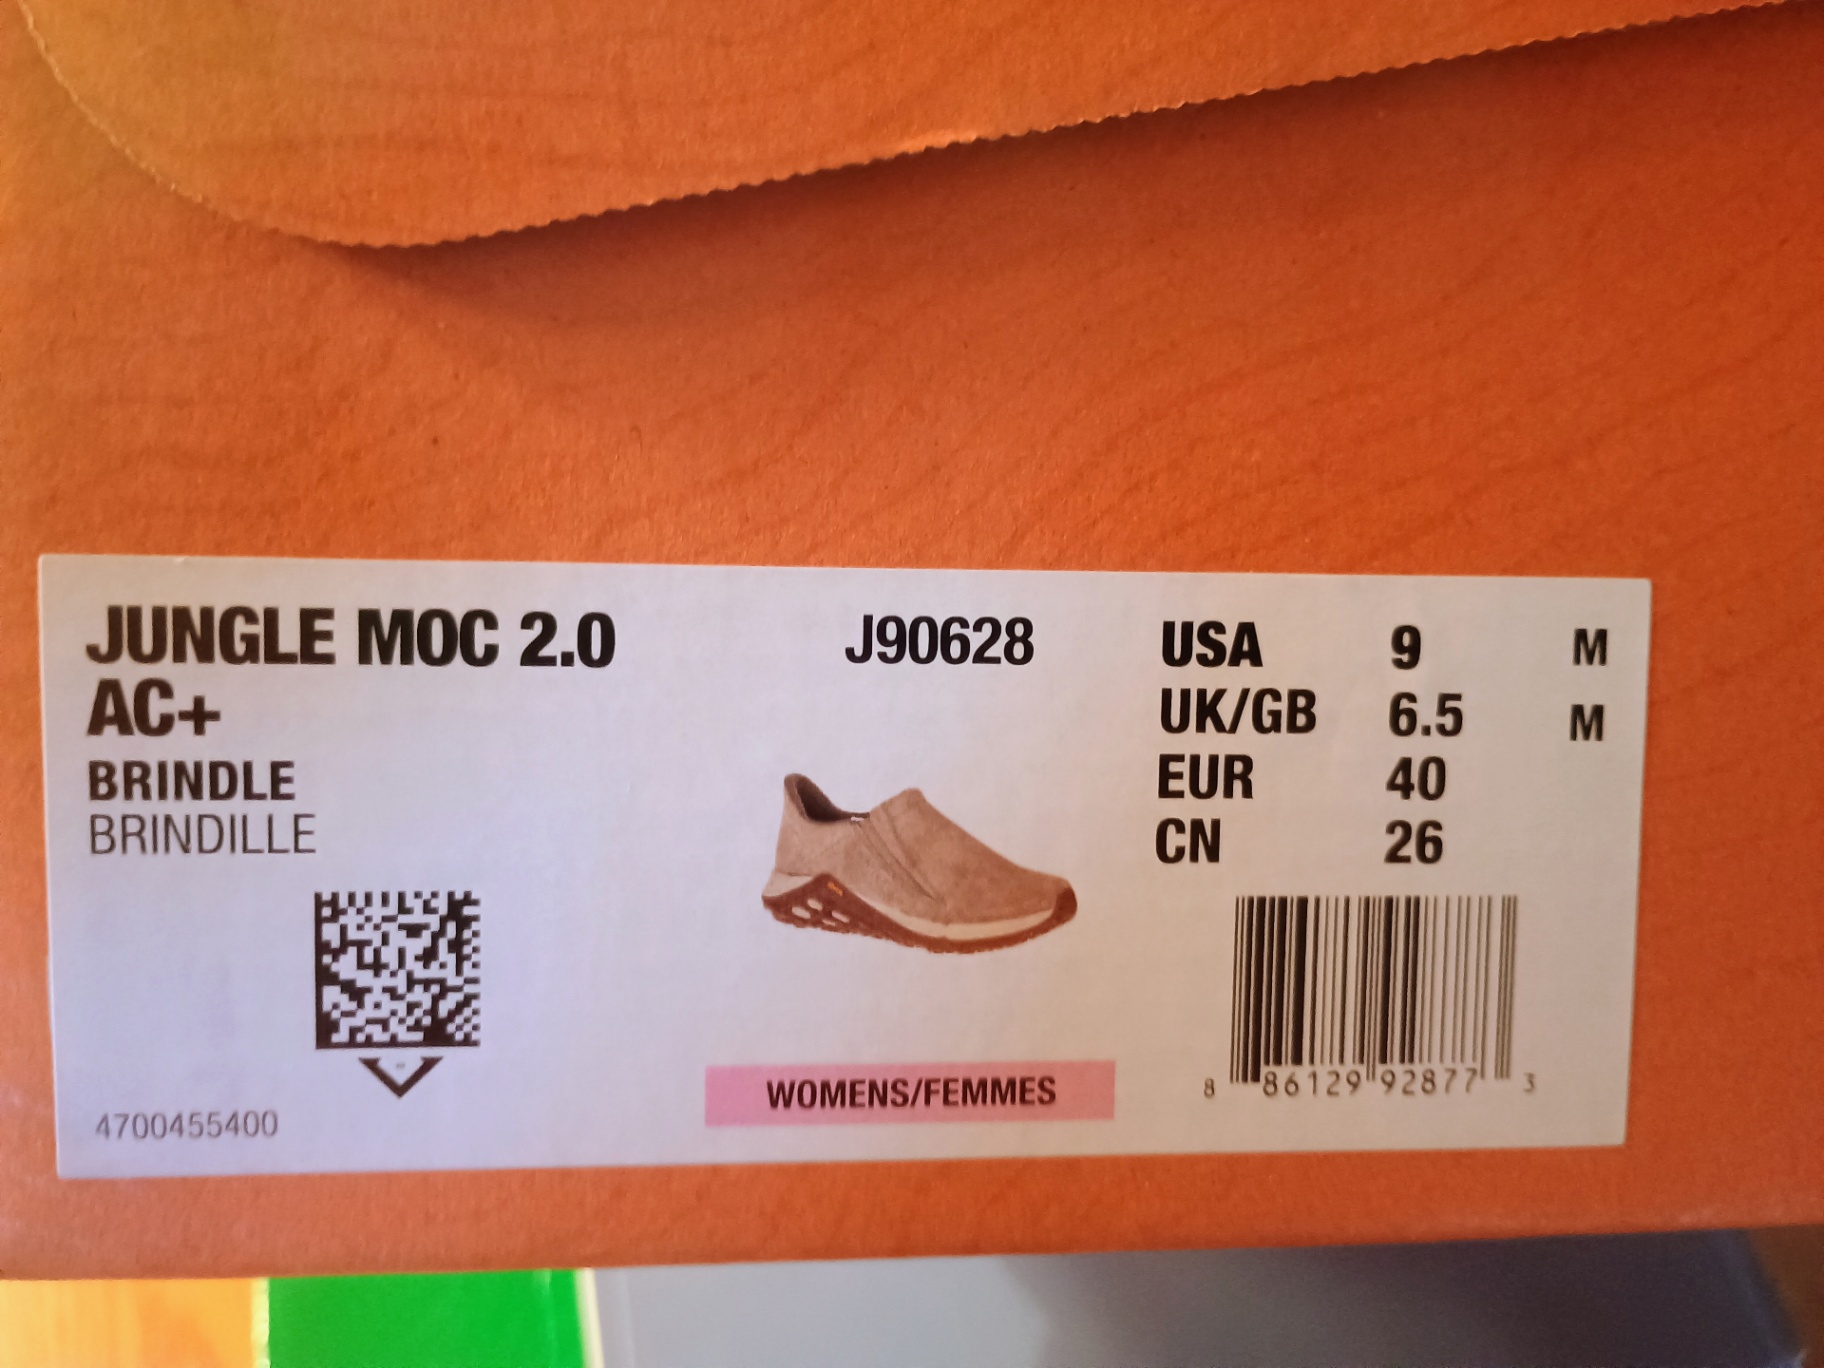 JUNGLE MOC 2.0
AC+
BRINDLE
BRINDILLE
4700455400
J90628
WOMENS/FEMMES
USA 9 M
UK/GB 6.5 M
EUR 40
CN 26
8 86129 92877 3